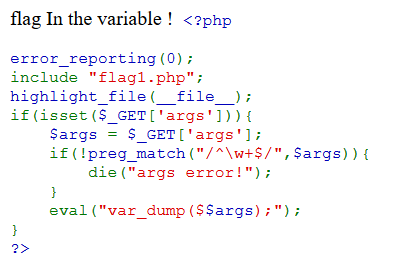 flag In the variable ! <?php
error_reporting(0);
include "flag1.php";
highlight_file(__file__);
if(isset($_GET['args'])){
    $args = $_GET['args'];
    if(!preg_match("/^\w+$/",$args)){
        die("args error!");
    }
    eval("var_dump($$args);");
}
?>